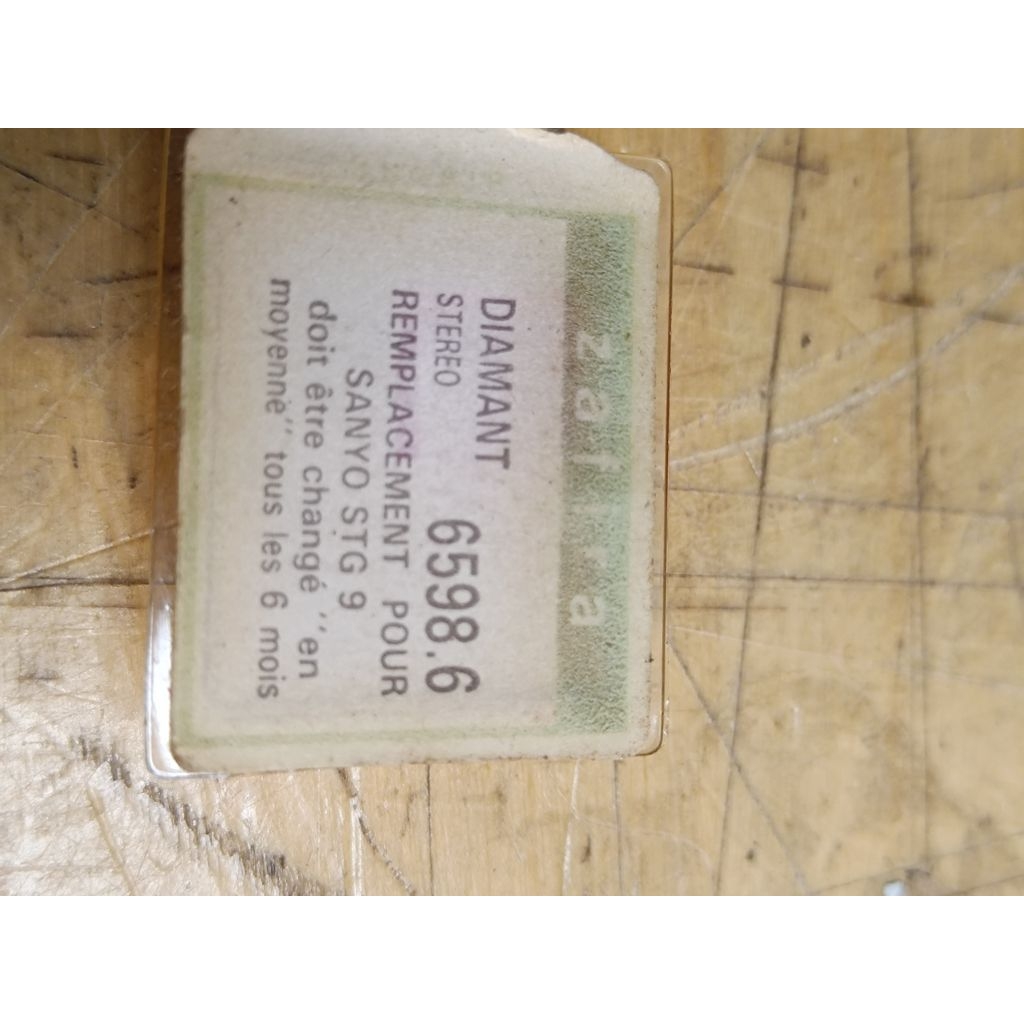 zafira
DIAMANT
STEREO 6598.6
REMPLACEMENT POUR
SANYO STG 9
doit être changé ''en
moyenne'' tous les 6 mois